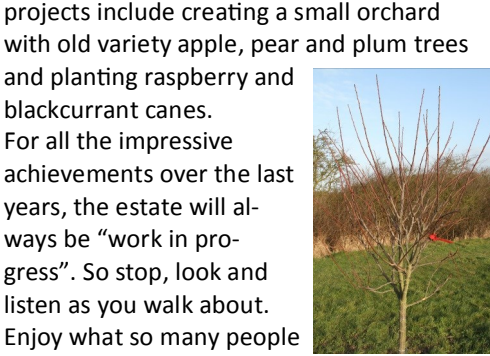 projects include creating a small orchard
with old variety apple, pear and plum trees
and planting raspberry and
blackcurrant canes.
For all the impressive
achievements over the last
years, the estate will al-
ways be “work in pro-
gress”. So stop, look and
listen as you walk about.
Enjoy what so many people